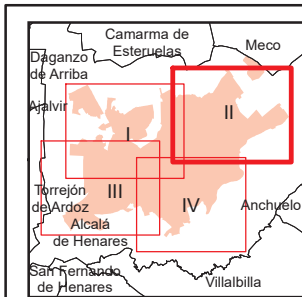 Camarma de
Esteruelas
Meco
Daganzo
de Arriba
Ajalvir
I
II
Torrejón
de Ardoz
III
IV
Anchuelo
Alcalá
de Henares
San Fernando
de Henares
Villalbilla